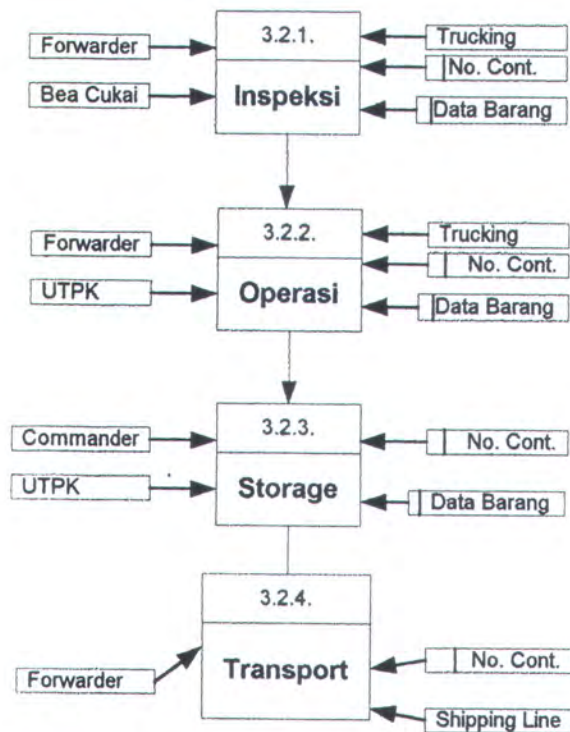 Forwarder
3.2.1.
Trucking
No. Cont.
Bea Cukai
Inspeksi
Data Barang
Forwarder
3.2.2.
Trucking
No. Cont.
UTPK
Operasi
Data Barang
Commander
3.2.3.
No. Cont.
UTPK
Storage
Data Barang
3.2.4.
Forwarder
Transport
No. Cont.
Shipping Line